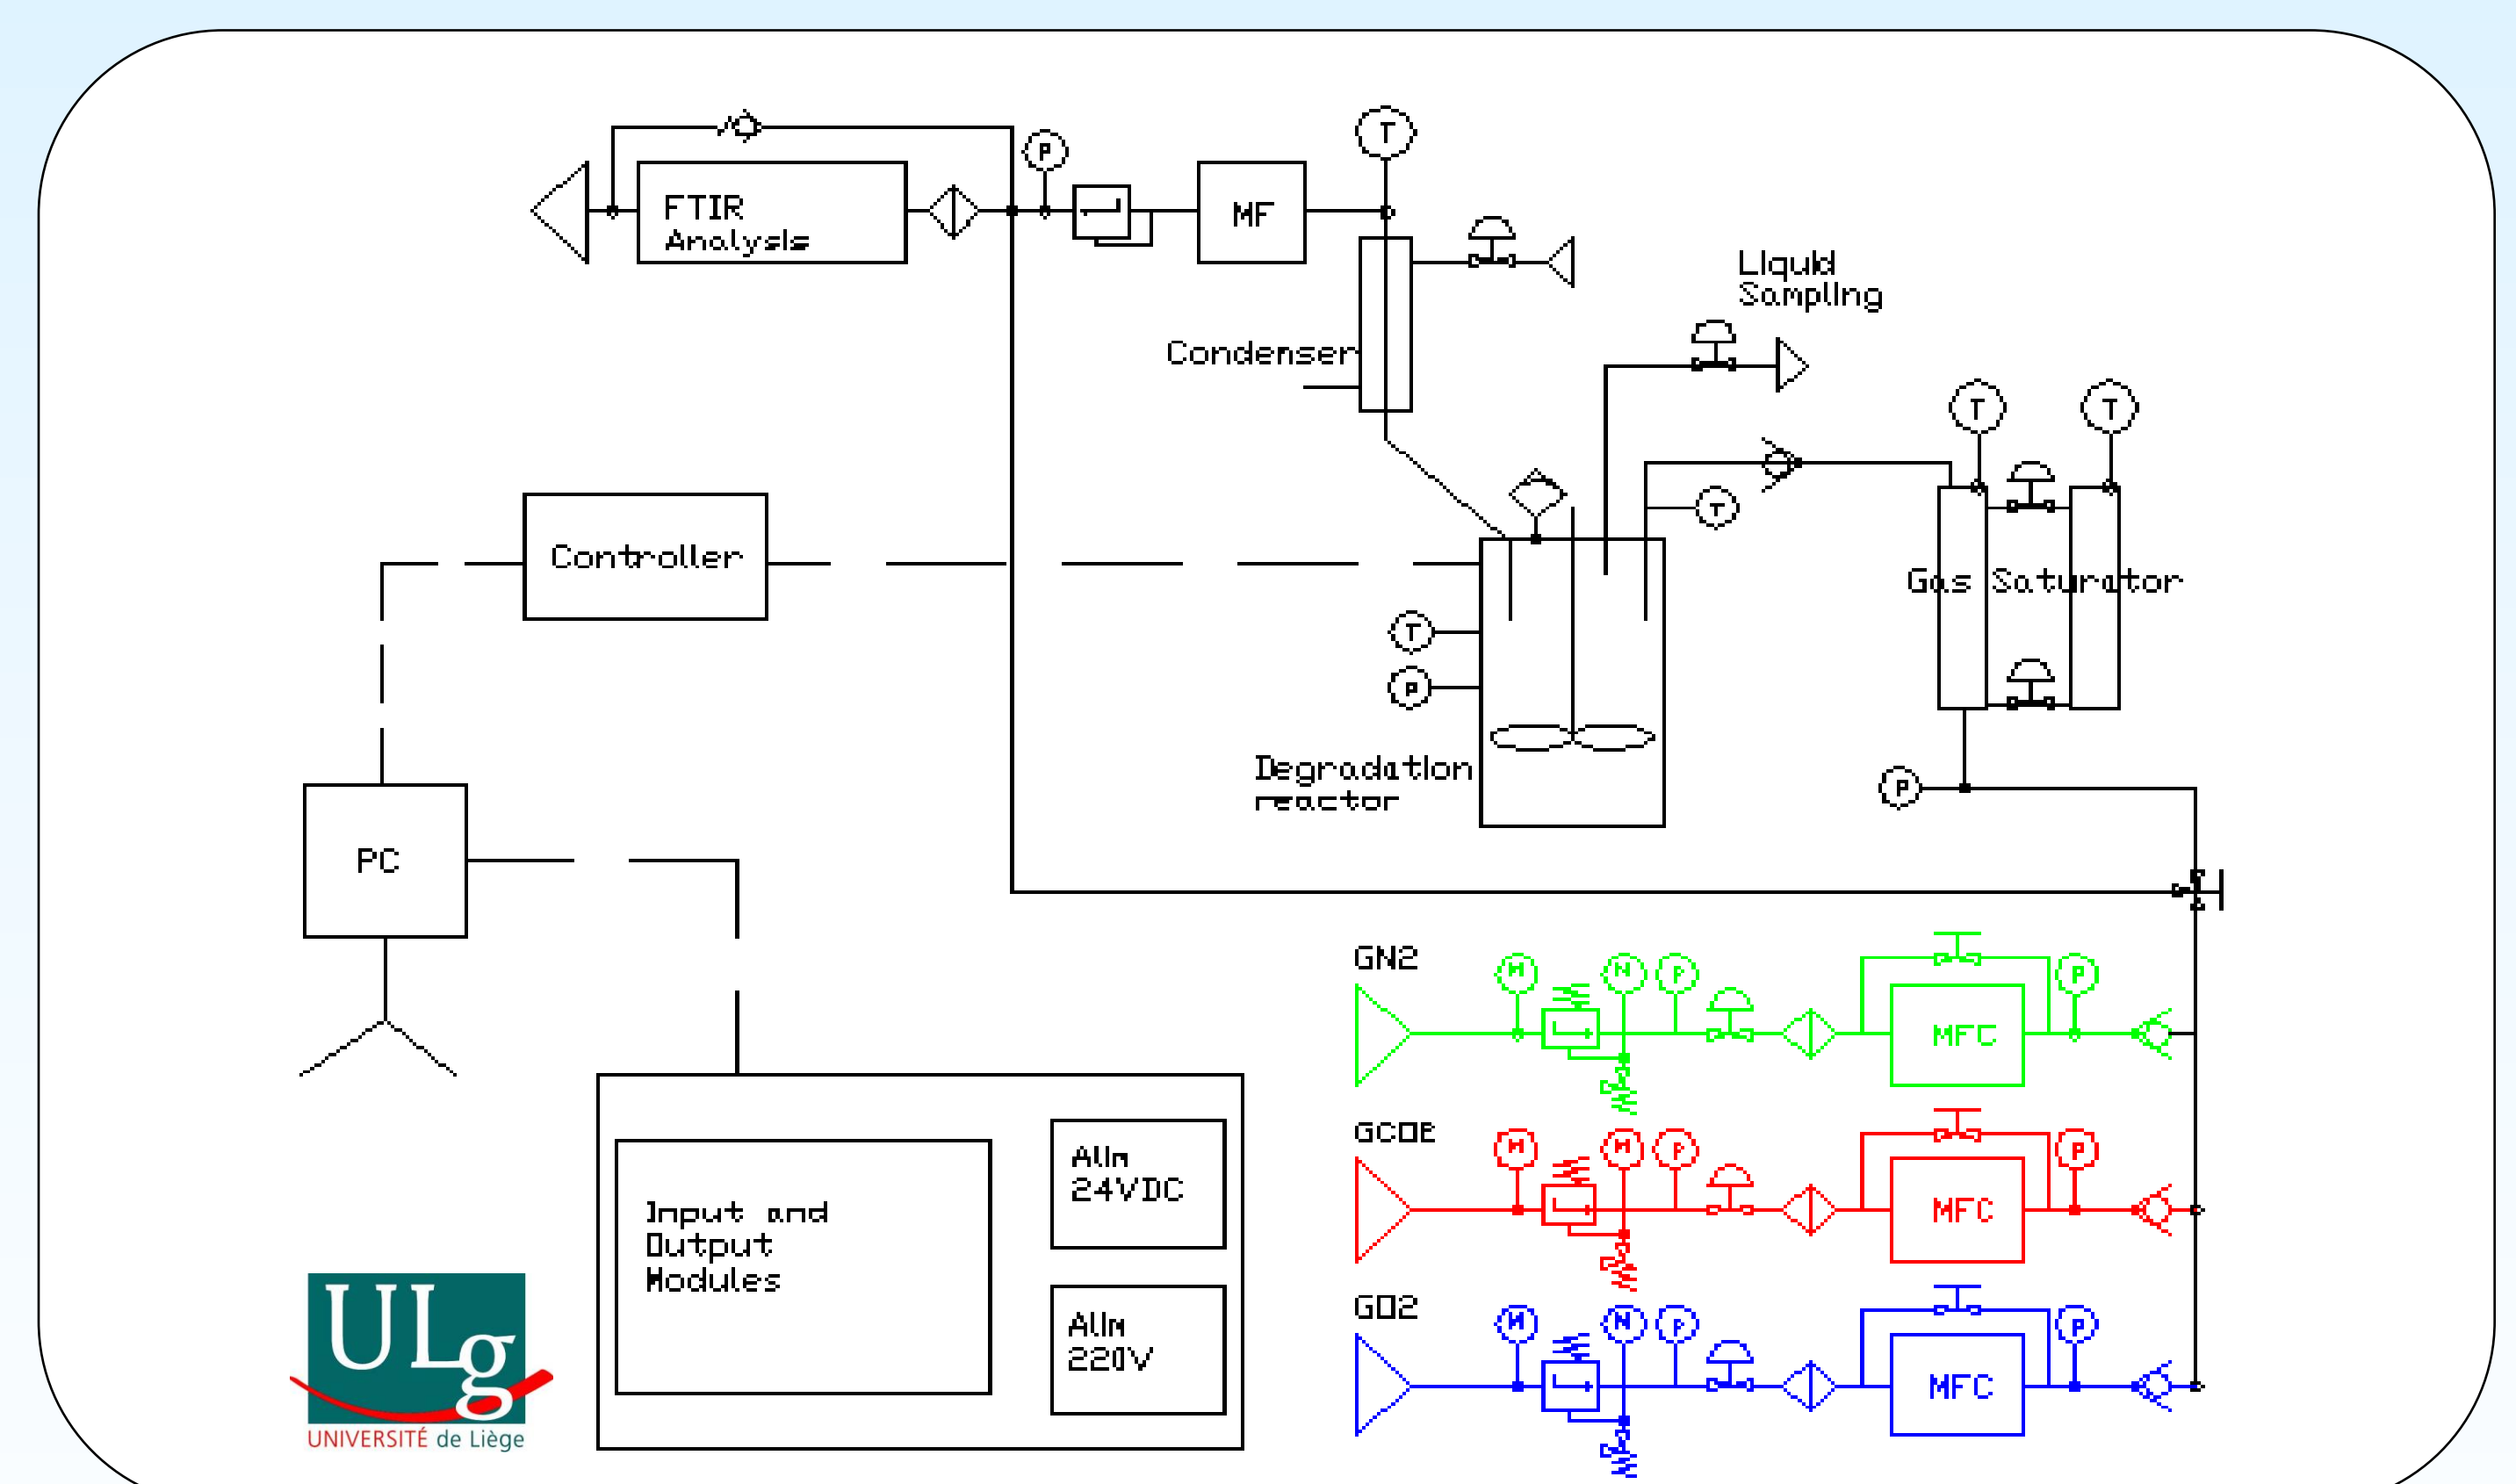 T
P
FTIR
Analysis
MF
Liquid
Sampling
Condenser
T
T
T
Controller
Gas Saturator
T
P
Degradation
reactor
P
PC
GN2
M
P
P
MFC
M
M
P
P
MFC
Alim
24VDC
Input and
Output
Modules
GO2
M
P
P
MFC
Alim
220V
ULg
UNIVERSITÉ de Liège